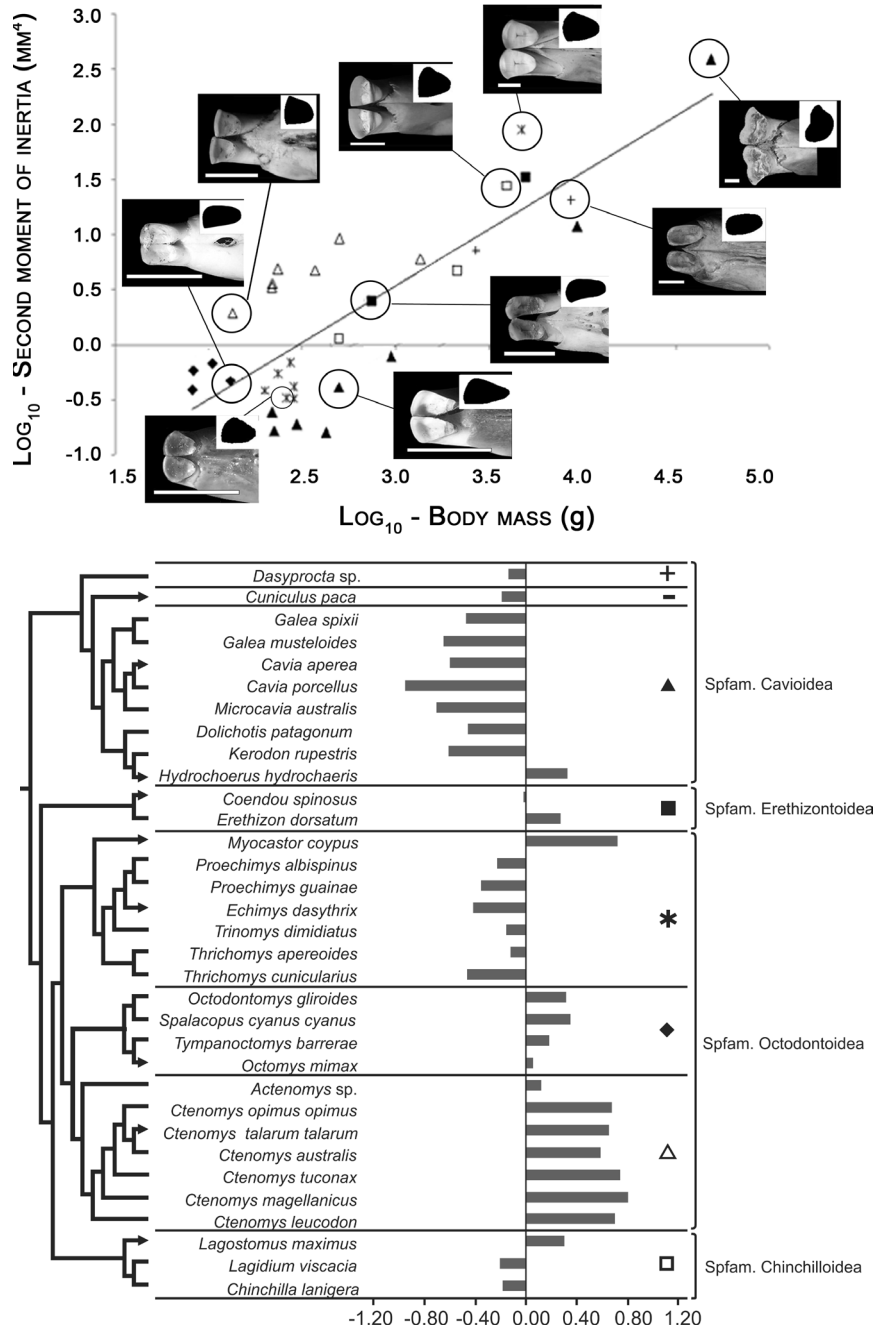 LOG10 - SECOND MOMENT OF INERTIA (MM4)
3.0
2.5
2.0
1.5
1.0
0.5
0.0
-0.5
-1.0
1.5
2.5
3.0
3.5
4.0
4.5
5.0
LOG10 - BODY MASS (g)
Dasyprocta sp.
Cuniculus paca
Galea spixii
Galea musteloides
Cavia aperea
Cavia porcellus
Microcavia australis
Dolichotis patagonum
Kerodon rupestris
Hydrochoerus hydrochaeris
Spfam. Cavioidea
Coendou spinosus
Erethizon dorsatum
Spfam. Erethizontoidea
Myocastor coypus
Proechimys albispinus
Proechimys guainae
Echimys dasythrix
Trinomys dimidiatus
Thrichomys apereoides
Thrichomys cunicularius
Octodontomys gliroides
Spalacopus cyanus cyanus
Tympanoctomys barrerae
Octomys mimax
Spfam. Octodontoidea
Actenomys sp.
Ctenomys opimus opimus
Ctenomys talarum talarum
Ctenomys australis
Ctenomys tuconax
Ctenomys magellanicus
Ctenomys leucodon
Lagostomus maximus
Lagidium viscacia
Chinchilla lanigera
Spfam. Chinchilloidea
-1.20 -0.80 -0.40 0.00 0.40 0.80 1.20